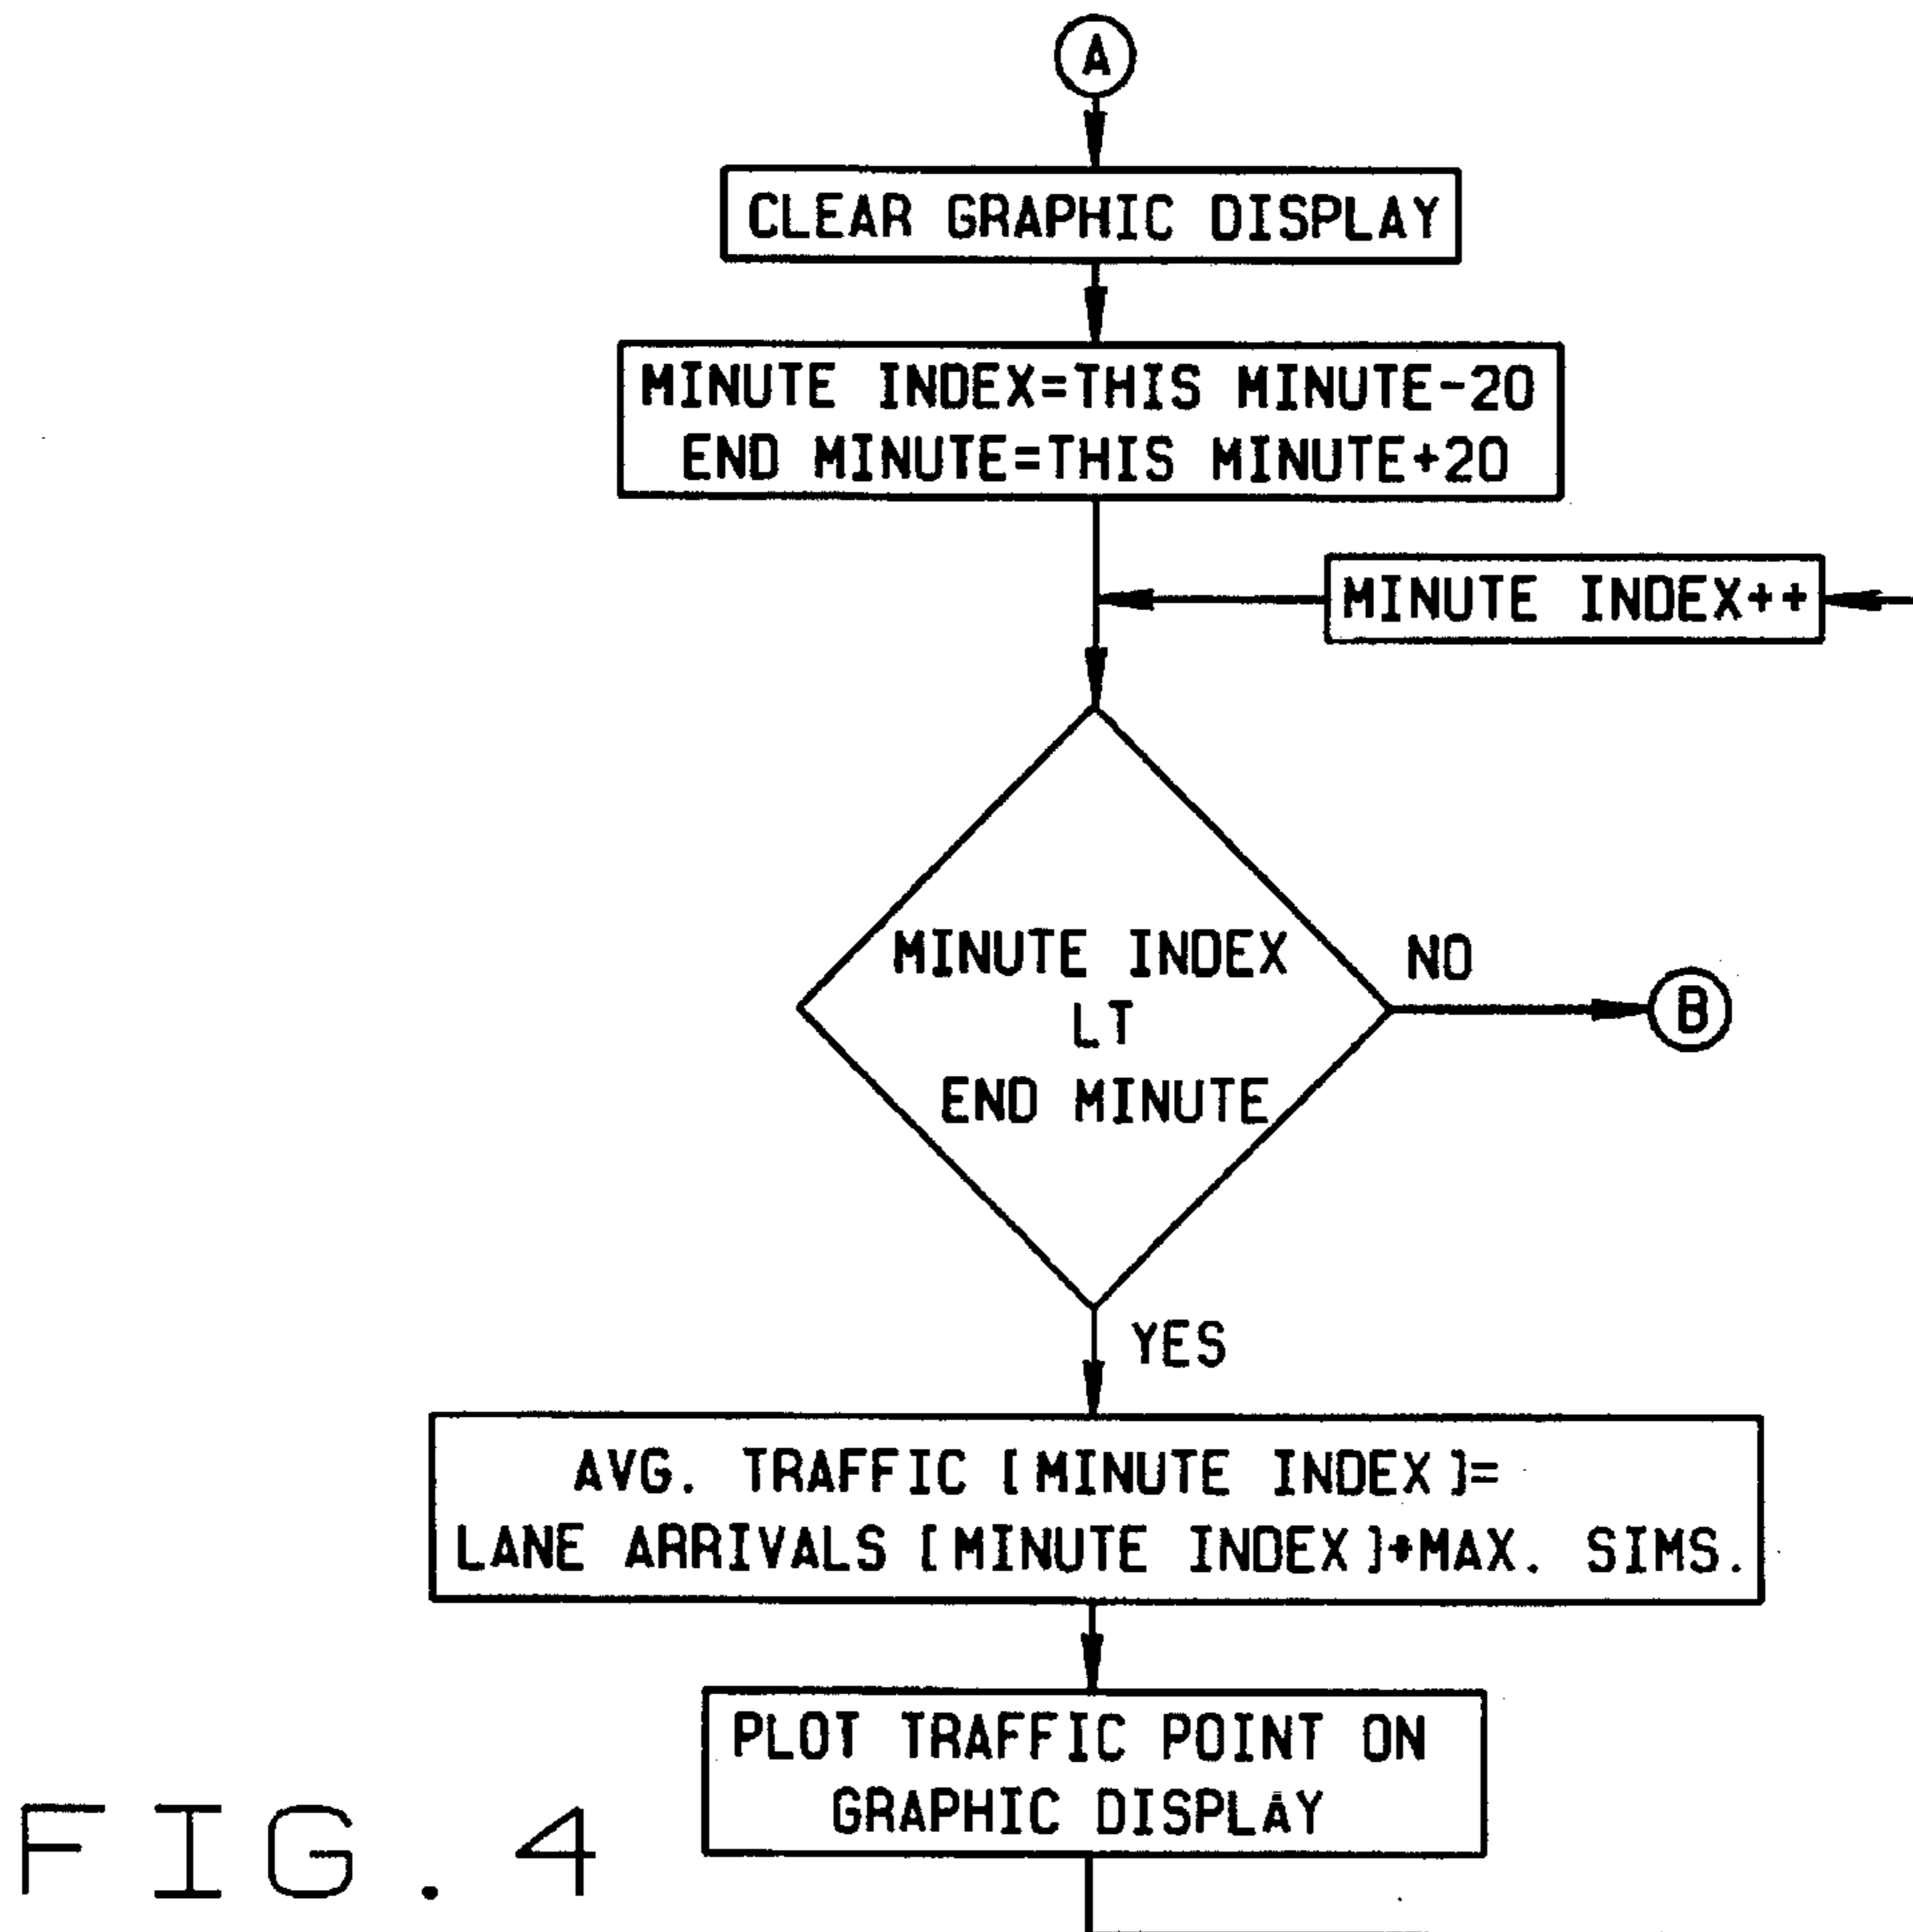 A
CLEAR GRAPHIC DISPLAY
MINUTE INDEX=THIS MINUTE-20
END MINUTE=THIS MINUTE+20
MINUTE INDEX++
MINUTE INDEX
LT
END MINUTE
NO
B
YES
AVG. TRAFFIC [MINUTE INDEX]=
LANE ARRIVALS [MINUTE INDEX]+MAX. SIMS.
PLOT TRAFFIC POINT ON
GRAPHIC DISPLAY
FIG. 4